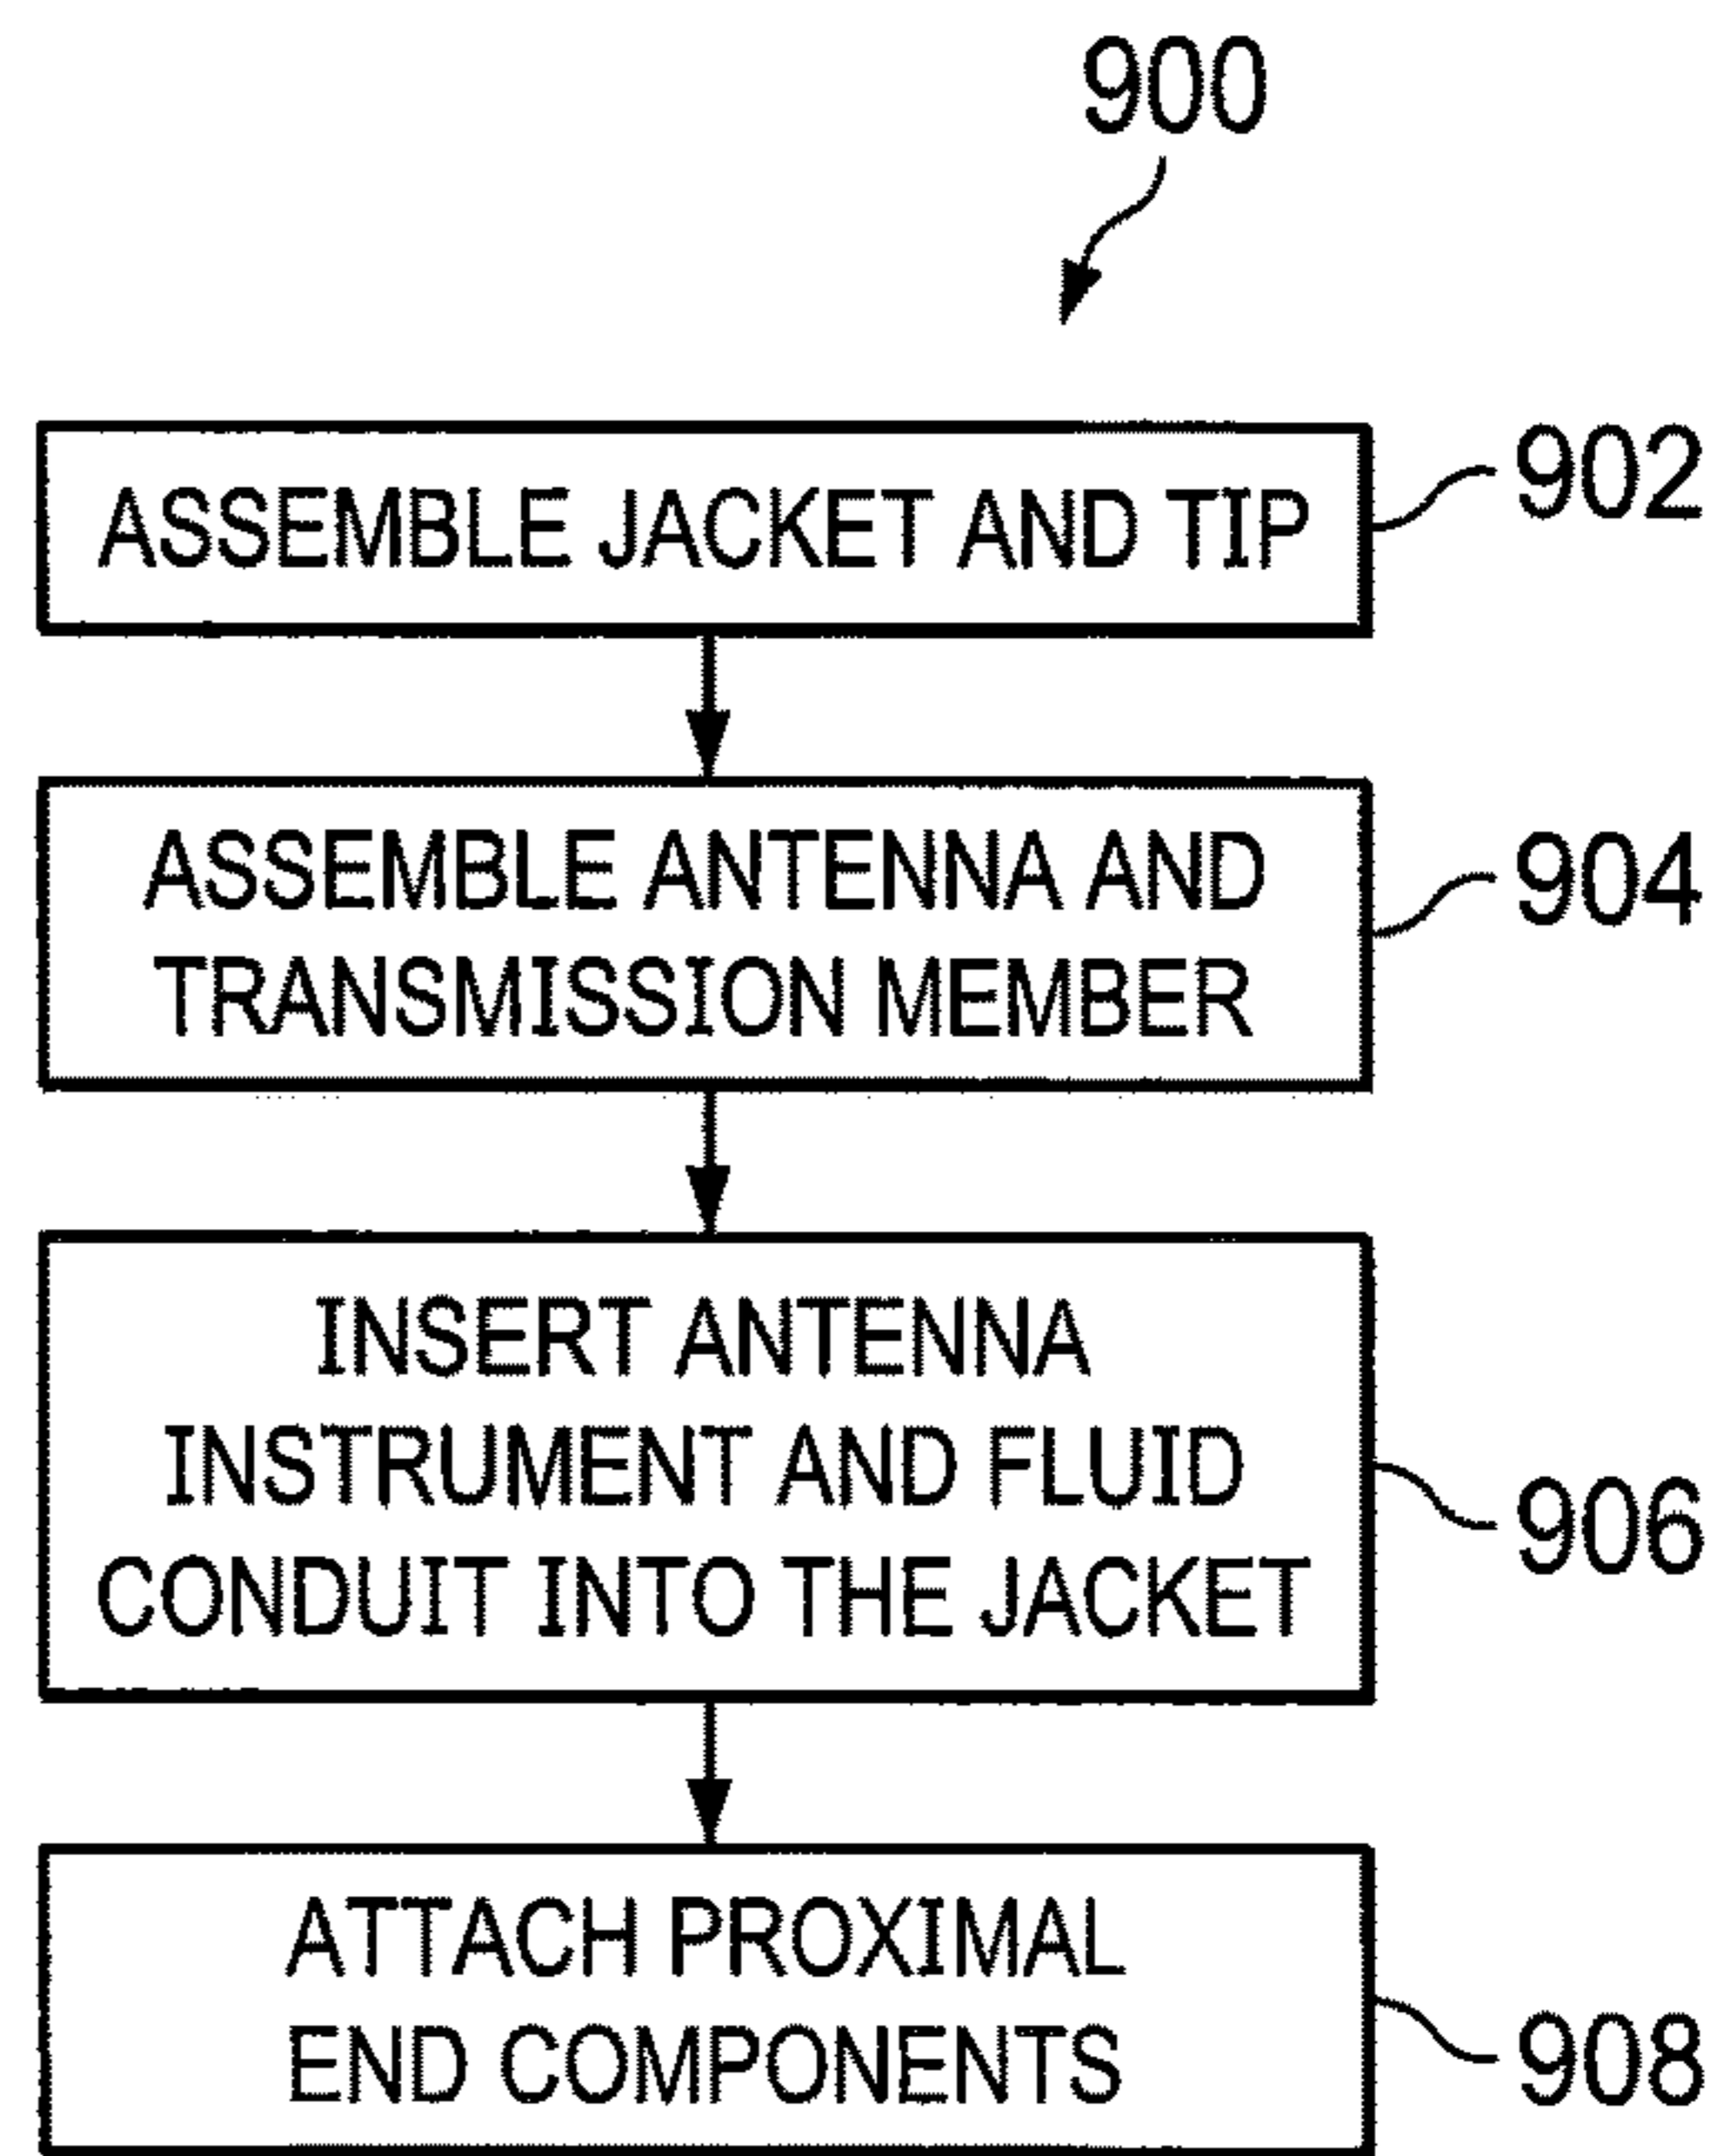 900
ASSEMBLE JACKET AND TIP
902
ASSEMBLE ANTENNA AND
TRANSMISSION MEMBER
904
INSERT ANTENNA
INSTRUMENT AND FLUID
CONDUIT INTO THE JACKET
906
ATTACH PROXIMAL
END COMPONENTS
908